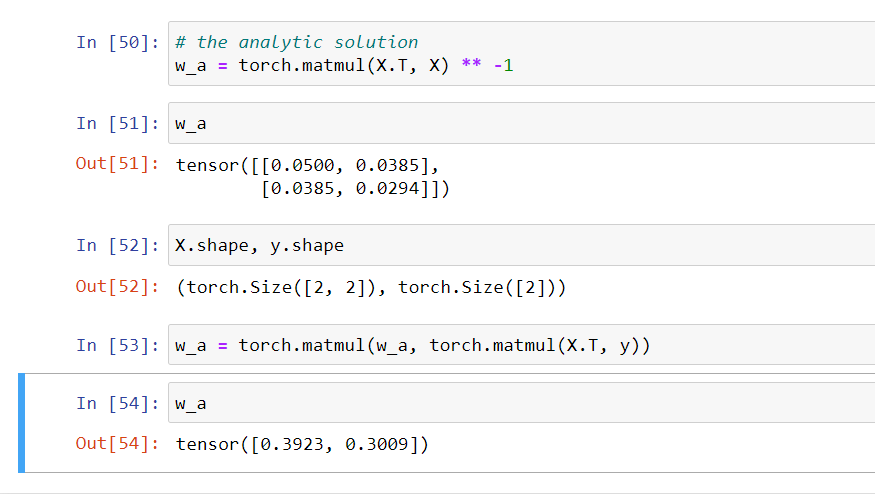 In [50]: # the analytic solution
w_a = torch.matmul(X.T, X) ** -1
In [51]: w_a
Out[51]: tensor([[0.0500, 0.0385],
[0.0385, 0.0294]])
In [52]: X.shape, y.shape
Out[52]: (torch.Size([2, 2]), torch.Size([2]))
In [53]: w_a = torch.matmul(w_a, torch.matmul(X.T, y))
In [54]: w_a
Out[54]: tensor([0.3923, 0.3009])